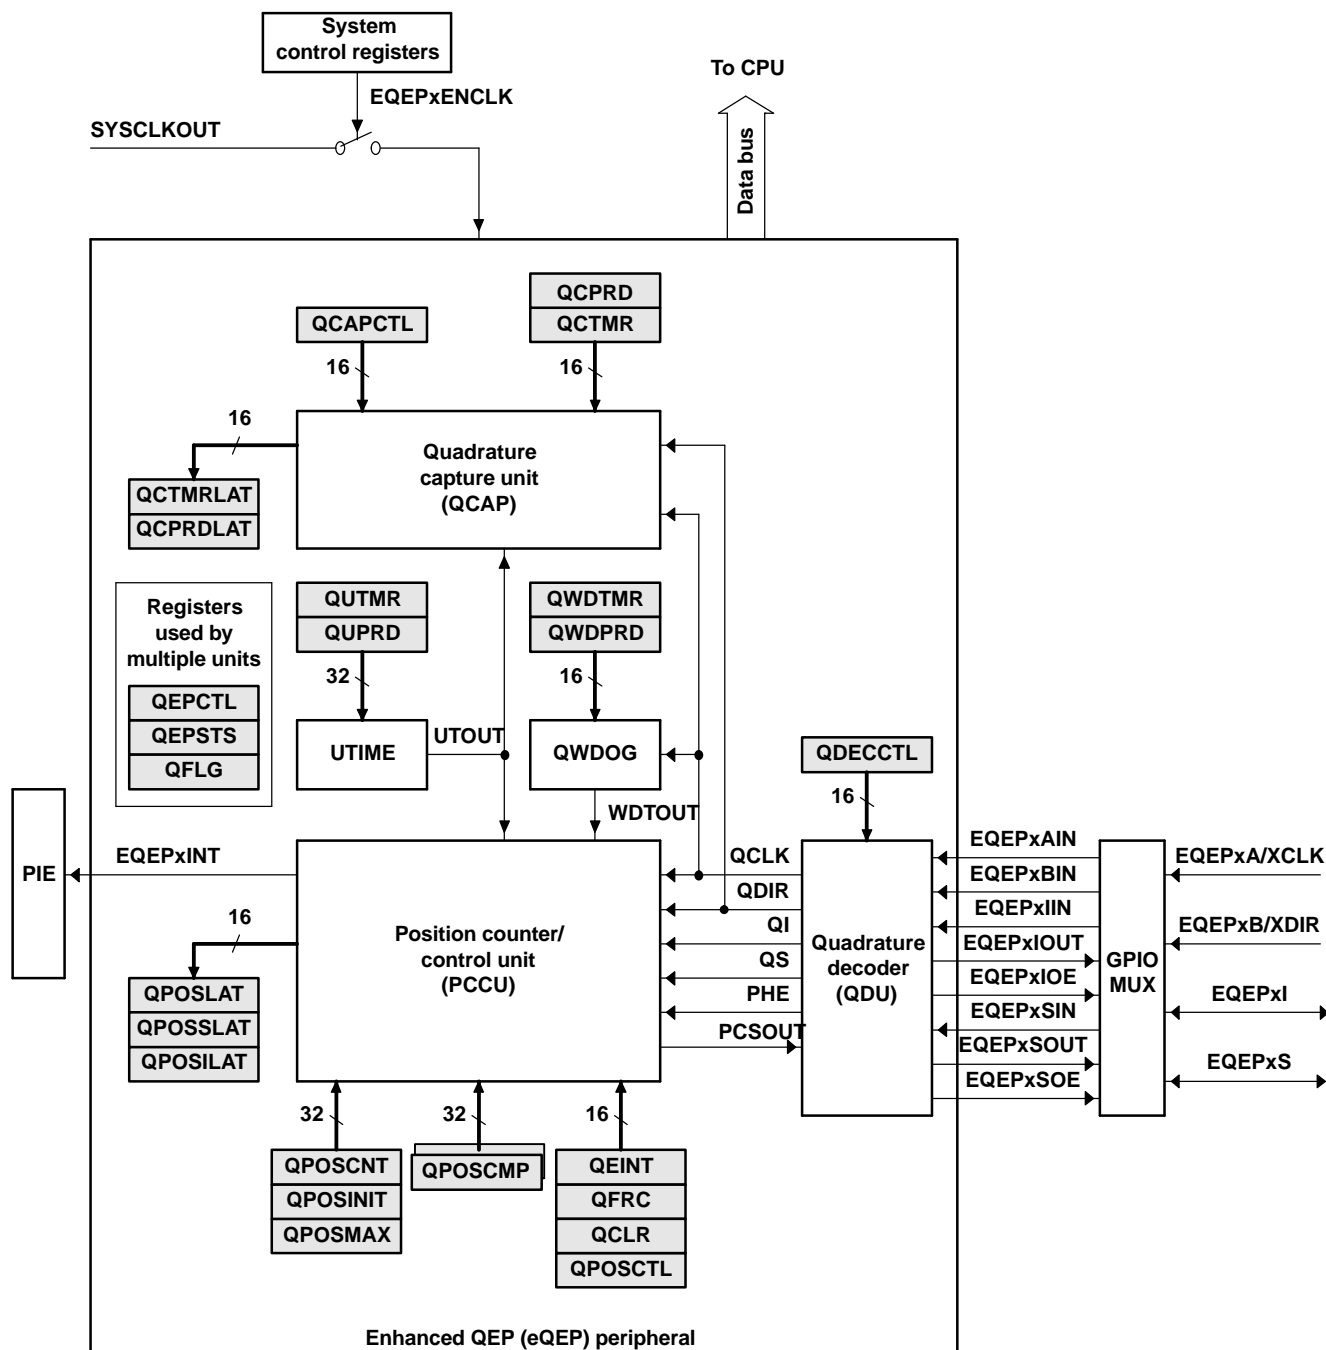 System
control registers
To CPU
EQEPxENCLK
SYSCLKOUT
Data bus
QCPRD
QCAPCTL
QCTMR
16
16
16
Quadrature
capture unit
(QCAP)
QCTMRLAT
QCPRDLAT
Registers
used by
multiple units
QEPCTL
QEPSTS
QFLG
QUTMR
QUPRD
QWDTMR
QWDPRD
32
16
UTIME
UTOUT
QWDOG
QDECCTL
WDTOUT
16
PIE
EQEPxINT
16
Position counter/
control unit
(PCCU)
QCLK
QDIR
QI
QS
PHE
PCSOUT
Quadrature
decoder
(QDU)
EQEPxAIN
EQEPxBIN
EQEPxIIN
EQEPxIOUT
EQEPxIOE
EQEPxSIN
EQEPxSOUT
EQEPxSOE
GPIO
MUX
EQEPxA/XCLK
EQEPxB/XDIR
EQEPxI
EQEPxS
QPOSLAT
QPOSSLAT
QPOSILAT
32
32
16
QPOSCNT
QPOSINIT
QPOSMAX
QPOSCMP
QEINT
QFRC
QCLR
QPOSCTL
Enhanced QEP (eQEP) peripheral